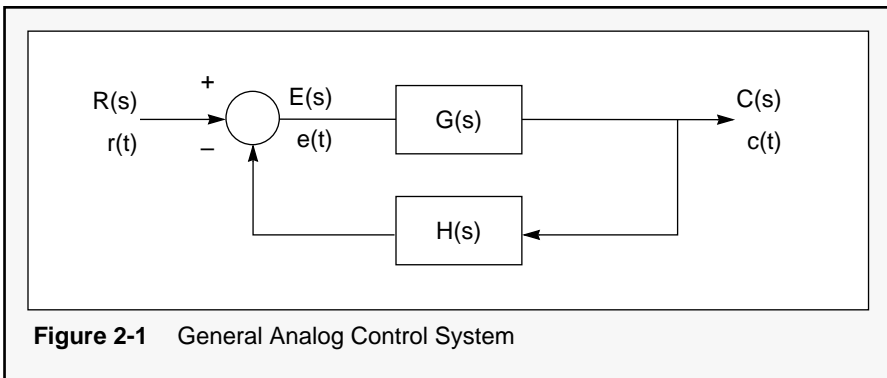 +
R(s)
r(t)
–
E(s)
e(t)
G(s)
C(s)
c(t)
H(s)
Figure 2-1 General Analog Control System